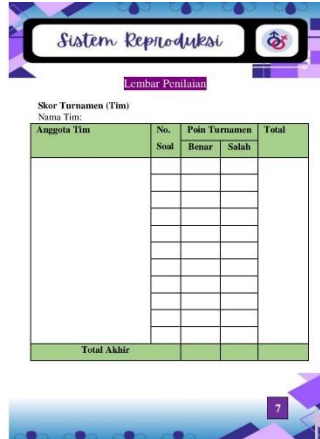 Sistem Reproduksi
Lembar Penilaian
Skor Turnamen (Tim)
Nama Tim:
Anggota Tim No. Soal Poin Turnamen Total
Benar Salah
Total Akhir
7